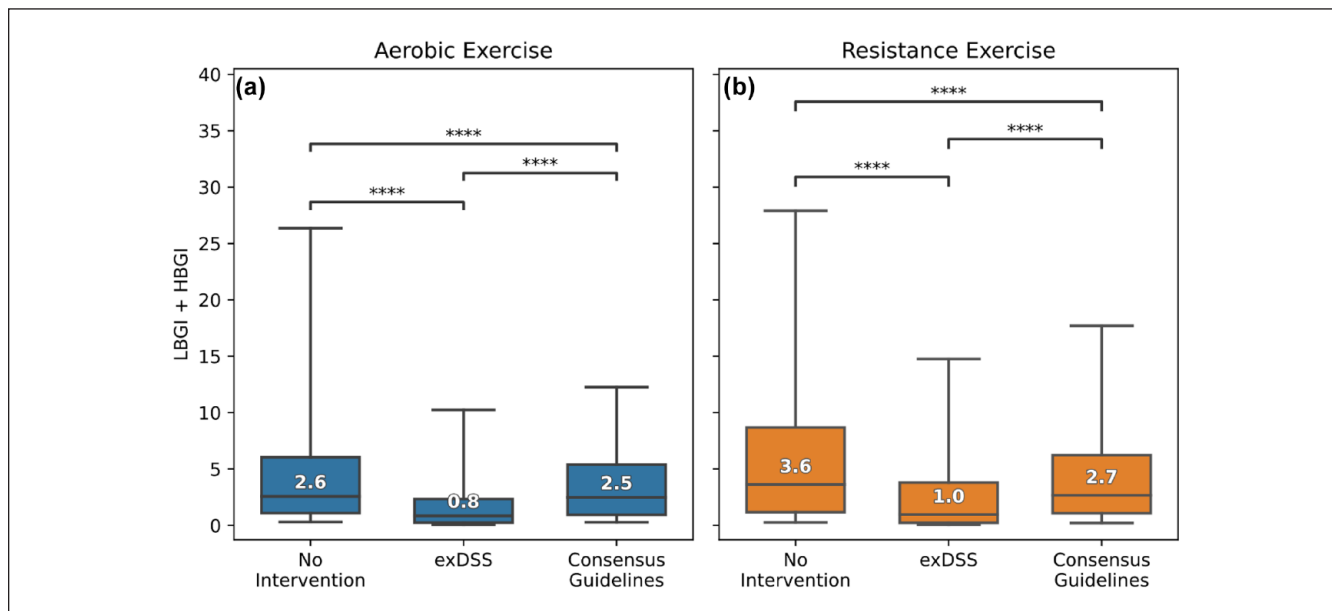 Aerobic Exercise
(a)
LBGI + HBGI
40
35
30
25
20
15
10
5
0
****
****
****
2.6
0.8
2.5
No
Intervention
exDSS
Consensus
Guidelines
Resistance Exercise
(b)
****
****
****
3.6
1.0
2.7
No
Intervention
exDSS
Consensus
Guidelines